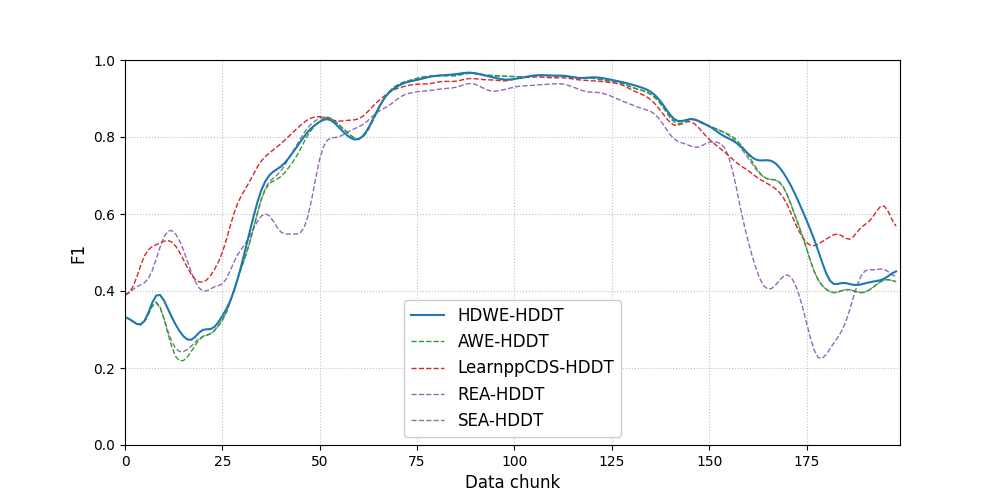 1.0
0.8
0.6
0.4
0.2
0.0
F1
HDWE-HDDT
AWE-HDDT
LearnppCDS-HDDT
REA-HDDT
SEA-HDDT
0 25 50 75 100 125 150 175
Data chunk